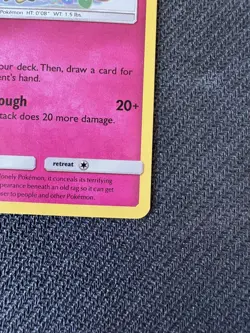 Pokémon HT: 0'08" WT: 1.5 lbs.
our deck. Then, draw a card for
ent's hand.
ough 20+
tack does 20 more damage.
retreat
lonely Pokémon, it conceals its terrifying
pearance beneath an old rag so it can get
er to people and other Pokémon.